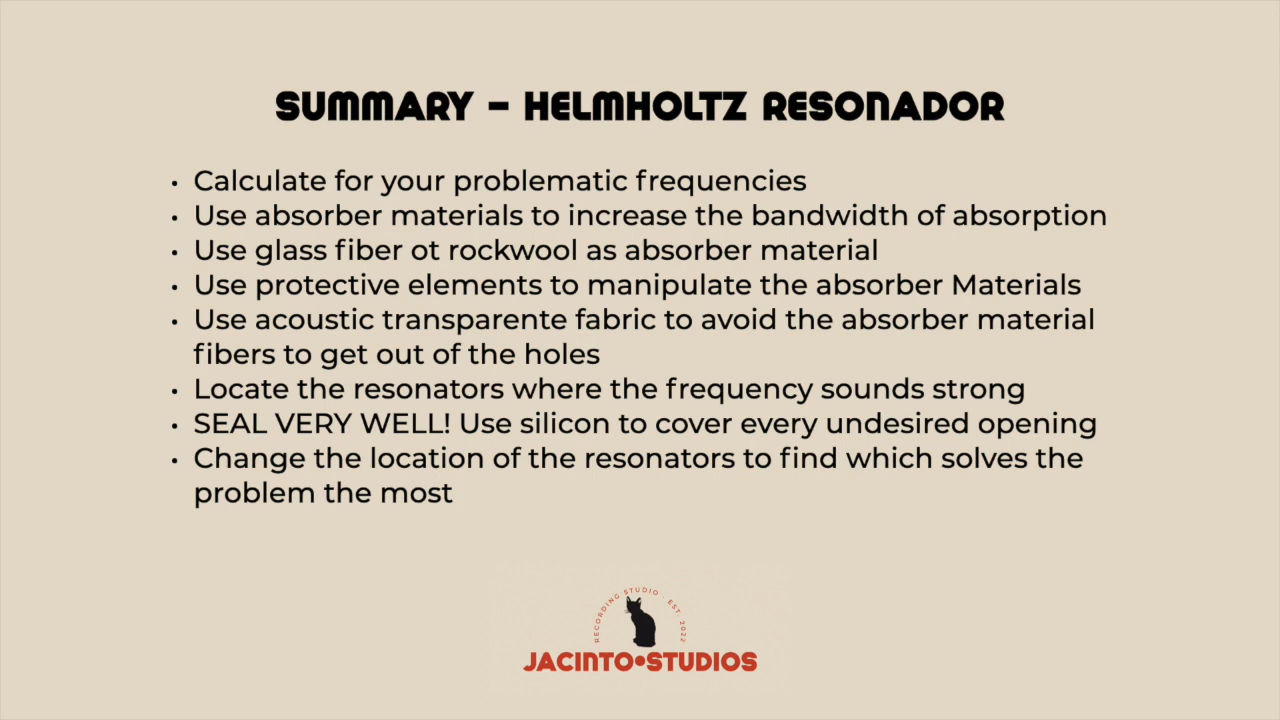 SUMMARY - HELMHOLTZ RESONADOR
• Calculate for your problematic frequencies
• Use absorber materials to increase the bandwidth of absorption
• Use glass fiber ot rockwool as absorber material
• Use protective elements to manipulate the absorber Materials
• Use acoustic transparente fabric to avoid the absorber material
fibers to get out of the holes
• Locate the resonators where the frequency sounds strong
• SEAL VERY WELL! Use silicon to cover every undesired opening
• Change the location of the resonators to find which solves the
problem the most
RECORDING STUDIO · EST. 2022
JACINTO•STUDIOS